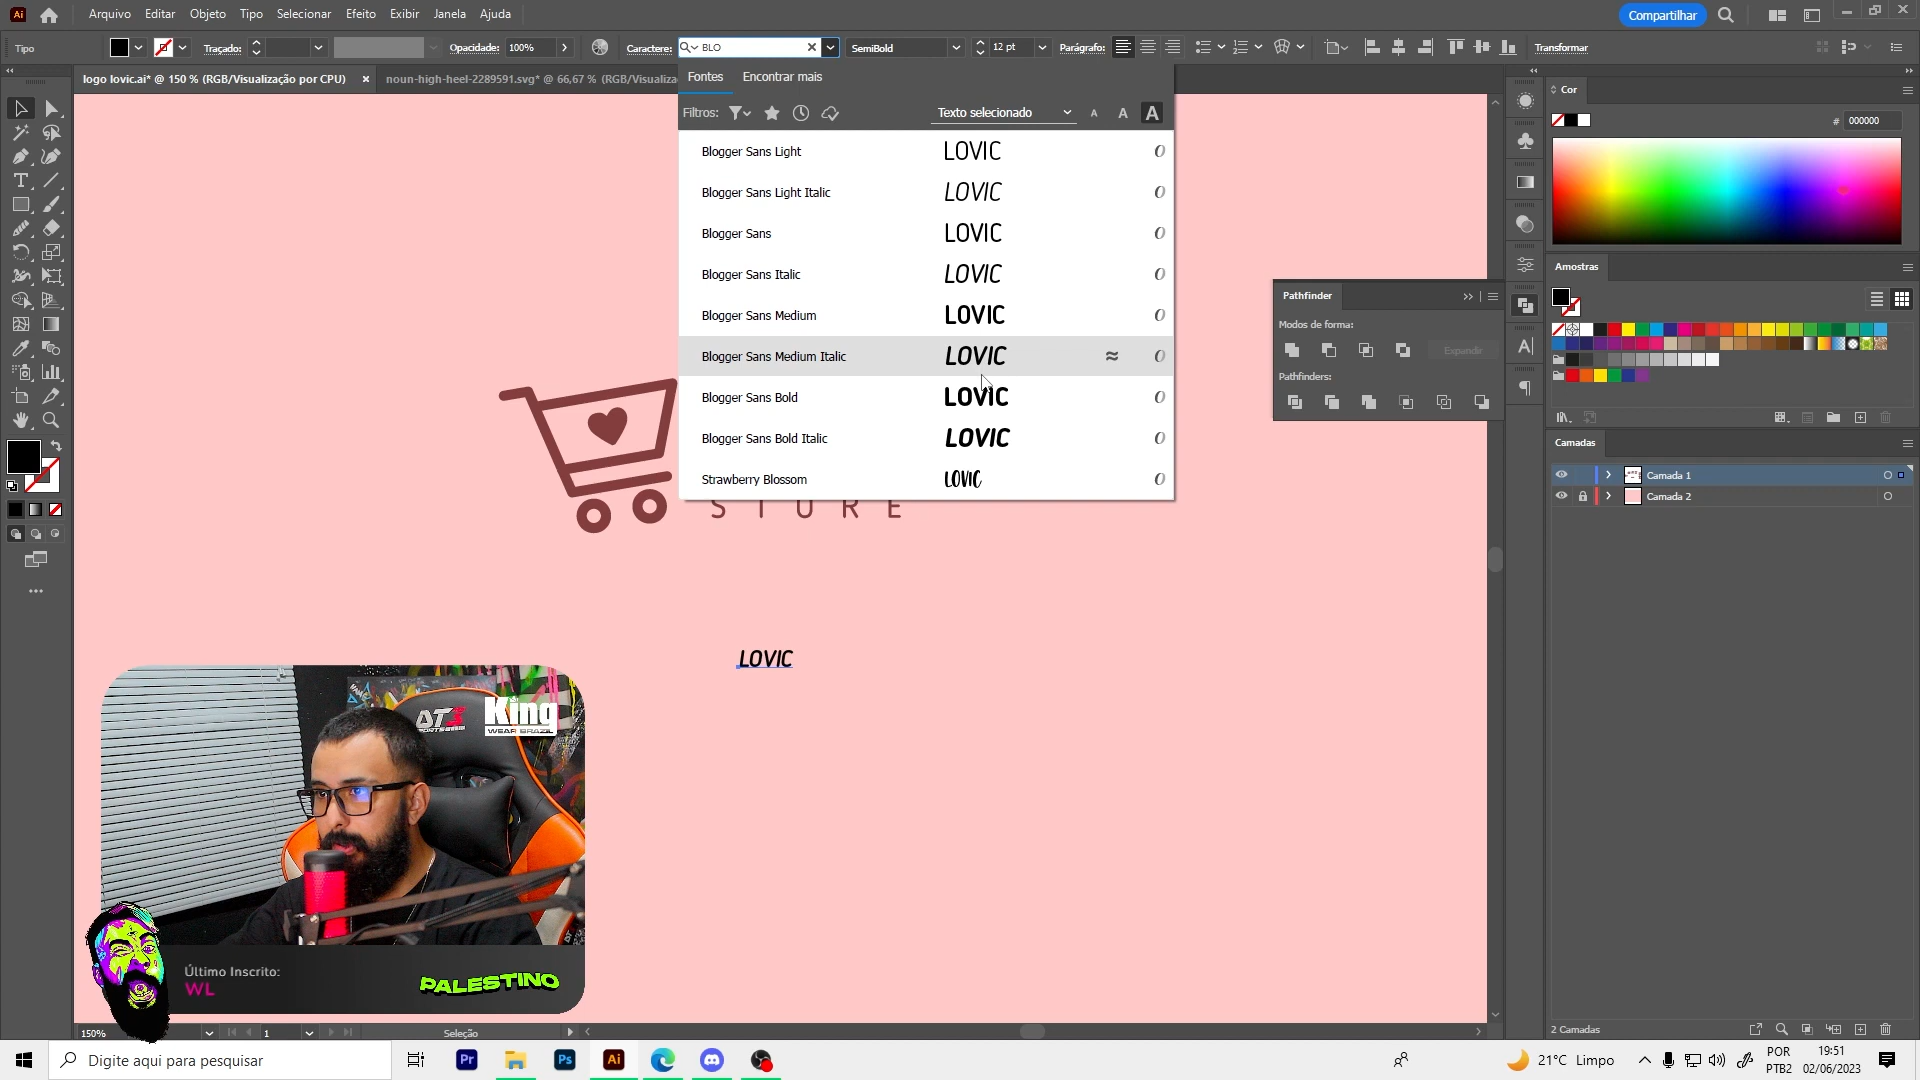 Ai
Arquivo Editar Objeto Tipo Selecionar Efeito Exibir Janela Ajuda
Compartilhar
Tipo
Traçado:
Opacidade: 100%
Caractere: BLO
SemiBold
12 pt
Parágrafo:
Transformar
logo lovic.ai* @ 150 % (RGB/Visualização por CPU)
noun-high-heel-2289591.svg* @ 66,67 % (RGB/Visualiza
Fontes Encontrar mais
Filtros:
Texto selecionado
A A A
Blogger Sans Light LOVIC
Blogger Sans Light Italic LOVIC
Blogger Sans LOVIC
Blogger Sans Italic LOVIC
Blogger Sans Medium LOVIC
Blogger Sans Medium Italic LOVIC
Blogger Sans Bold LOVIC
Blogger Sans Bold Italic LOVIC
Strawberry Blossom LOVIC
STORE
LOVIC
Cor
# 000000
Amostras
Pathfinder
Modos de forma:
Expandir
Pathfinders:
Camadas
Camada 1
Camada 2
2 Camadas
DT3
King
WEAR BRAZIL
Último Inscrito:
WL
PALESTINO
150%
1
Seleção
Digite aqui para pesquisar
Pr
Ps
Ai
21°C Limpo
POR
PTB2
19:51
02/06/2023